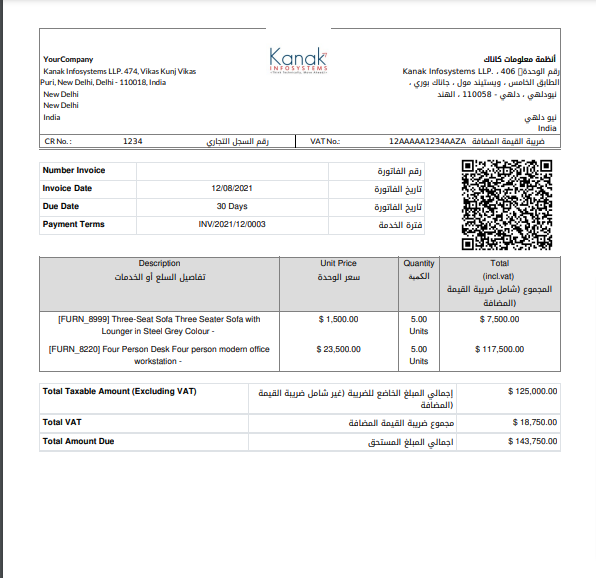 YourCompany
Kanak Infosystems LLP. 474, Vikas Kunj Vikas
Puri, New Delhi, Delhi - 110018, India
New Delhi
New Delhi
India
Kanak
INFOSYSTEMS
أنظمة معلومات كاناك
رقم الوحدة 406 ، Kanak Infosystems LLP.
الطابق الخامس ، ويستيند مول ، جاناك بوري ،
نيودلهي ، دلهي - 110058 ، الهند
نيو دلهي
India
CR No. : 1234 رقم السجل التجاري VAT No.: 12AAAAA1234AAZA ضريبة القيمة المضافة
Number Invoice رقم الفاتورة
Invoice Date 12/08/2021 تاريخ الفاتورة
Due Date 30 Days تاريخ الفاتورة
Payment Terms INV/2021/12/0003 فترة الخدمة
Description Unit Price Quantity Total
تفاصيل السلع أو الخدمات سعر الوحدة الكمية (incl.vat)
المجموع (شامل ضريبة القيمة
المضافة)
[FURN_8999] Three-Seat Sofa Three Seater Sofa with $ 1,500.00 5.00 $ 7,500.00
Lounger in Steel Grey Colour - Units
[FURN_8220] Four Person Desk Four person modern office $ 23,500.00 5.00 $ 117,500.00
workstation - Units
Total Taxable Amount (Excluding VAT) إجمالي المبلغ الخاضع للضريبة (غير شامل ضريبة القيمة $ 125,000.00
المضافة)
Total VAT مجموع ضريبة القيمة المضافة $ 18,750.00
Total Amount Due اجمالي المبلغ المستحق $ 143,750.00